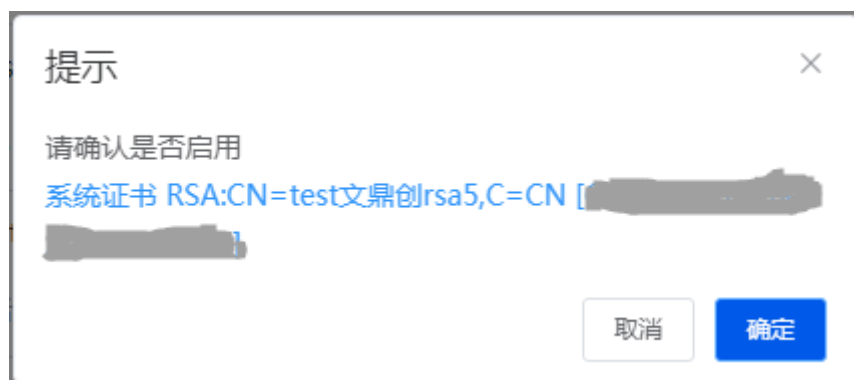 提示
请确认是否启用
系统证书 RSA:CN=test文鼎创rsa5,C=CN [
]
取消
确定